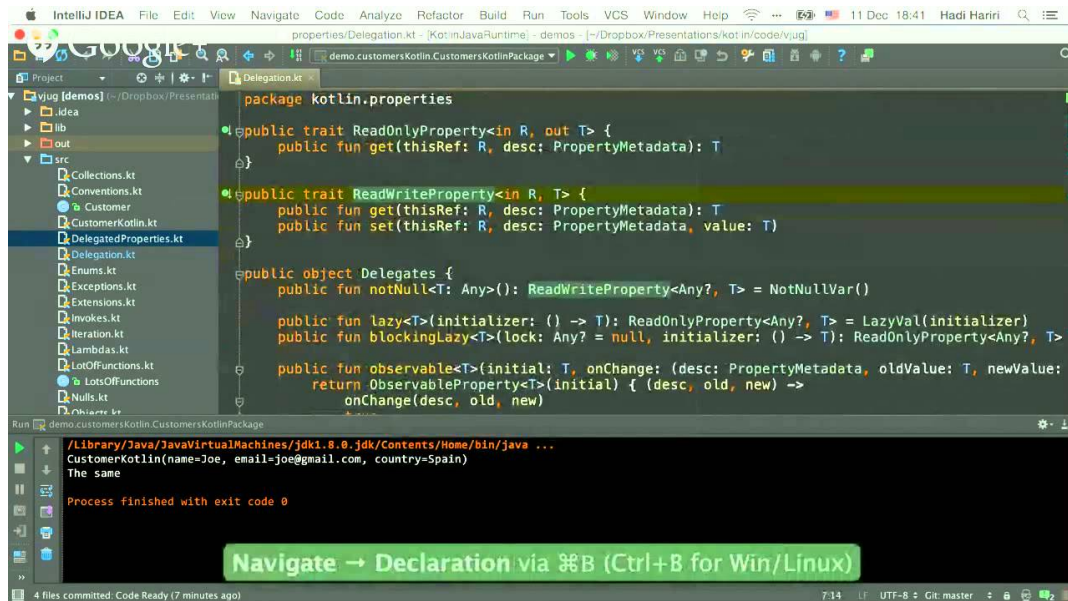 IntelliJ IDEA File Edit View Navigate Code Analyze Refactor Build Run Tools VCS Window Help 11 Dec 18:41 Hadi Hariri
properties/Delegation.kt - [KotlinJavaRuntime] - demos - [~/Dropbox/Presentations/kotlin/code/vjug]
Google+
demo.customersKotlin.CustomersKotlinPackage
Project
Delegation.kt
vjug [demos] (~/Dropbox/Presentati
.idea
lib
out
src
Collections.kt
Conventions.kt
Customer
CustomerKotlin.kt
DelegatedProperties.kt
Delegation.kt
Enums.kt
Exceptions.kt
Extensions.kt
Invokes.kt
Iteration.kt
Lambdas.kt
LotOfFunctions.kt
LotsOfFunctions
Nulls.kt
Objects.kt
package kotlin.properties
public trait ReadOnlyProperty<in R, out T> {
public fun get(thisRef: R, desc: PropertyMetadata): T
}
public trait ReadWriteProperty<in R, T> {
public fun get(thisRef: R, desc: PropertyMetadata): T
public fun set(thisRef: R, desc: PropertyMetadata, value: T)
}
public object Delegates {
public fun notNull<T: Any>(): ReadWriteProperty<Any?, T> = NotNullVar()
public fun lazy<T>(initializer: () -> T): ReadOnlyProperty<Any?, T> = LazyVal(initializer)
public fun blockingLazy<T>(lock: Any? = null, initializer: () -> T): ReadOnlyProperty<Any?, T>
public fun observable<T>(initial: T, onChange: (desc: PropertyMetadata, oldValue: T, newValue:
return ObservableProperty<T>(initial) { (desc, old, new) ->
onChange(desc, old, new)
true
Run demo.customersKotlin.CustomersKotlinPackage
/Library/Java/JavaVirtualMachines/jdk1.8.0.jdk/Contents/Home/bin/java ...
CustomerKotlin(name=Joe, email=joe@gmail.com, country=Spain)
The same
Process finished with exit code 0
Navigate → Declaration via ⌘B (Ctrl+B for Win/Linux)
4 files committed: Code Ready (7 minutes ago) 7:14 LF UTF-8 Git: master